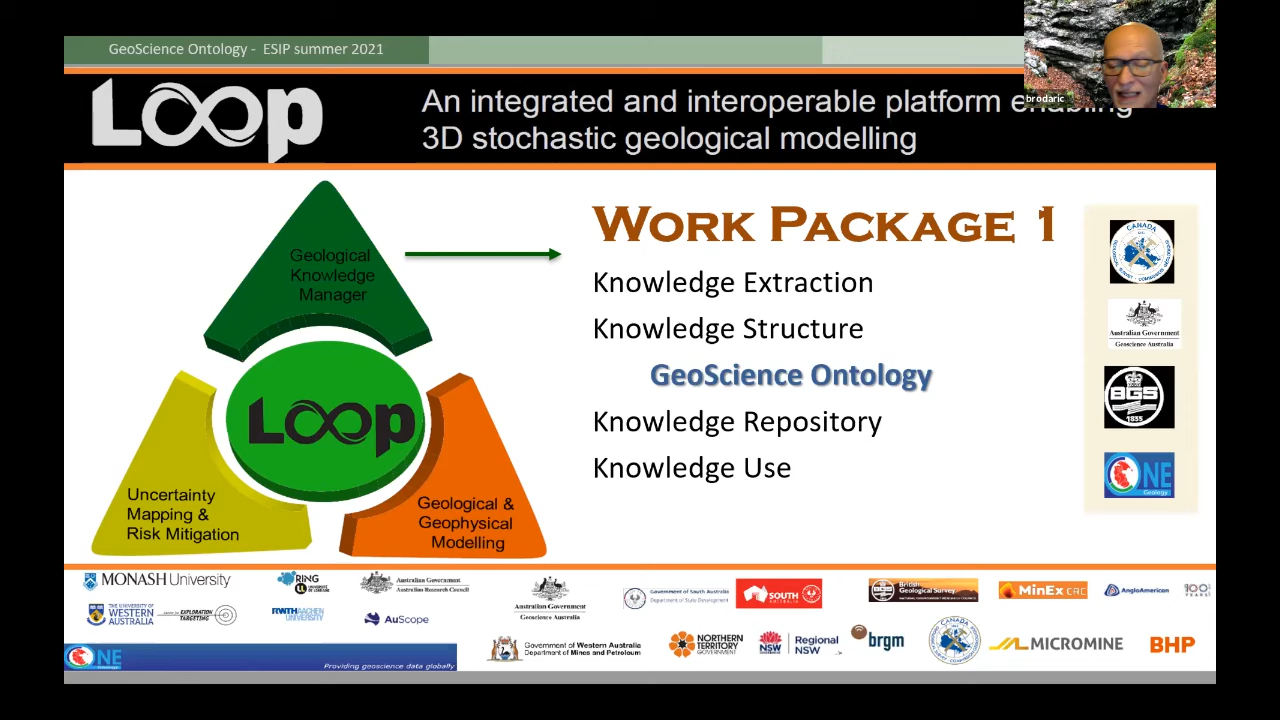 GeoScience Ontology - ESIP summer 2021
brodaric
Loop
An integrated and interoperable platform enabling
3D stochastic geological modelling
Geological
Knowledge
Manager
WORK PACKAGE 1
Knowledge Extraction
Knowledge Structure
GeoScience Ontology
Knowledge Repository
Knowledge Use
Loop
Uncertainty
Mapping &
Risk Mitigation
Geological &
Geophysical
Modelling
CANADA
Australian Government
Geoscience Australia
BGS
1835
ONE
Geology
MONASH University
RING
Australian Government
Australian Research Council
Australian Government
Geoscience Australia
Government of South Australia
Department of State Development
SOUTH
AUSTRALIA
British
Geological Survey
MinEx CRC
AngloAmerican
100
YEARS
THE UNIVERSITY OF
WESTERN
AUSTRALIA
EXPLORATION
TARGETING
RWTH AACHEN
UNIVERSITY
AuScope
Government of Western Australia
Department of Mines and Petroleum
NORTHERN
TERRITORY
GOVERNMENT
NSW
Regional
NSW
brgm
CANADA
MICROMINE
BHP
ONE
Providing geoscience data globally